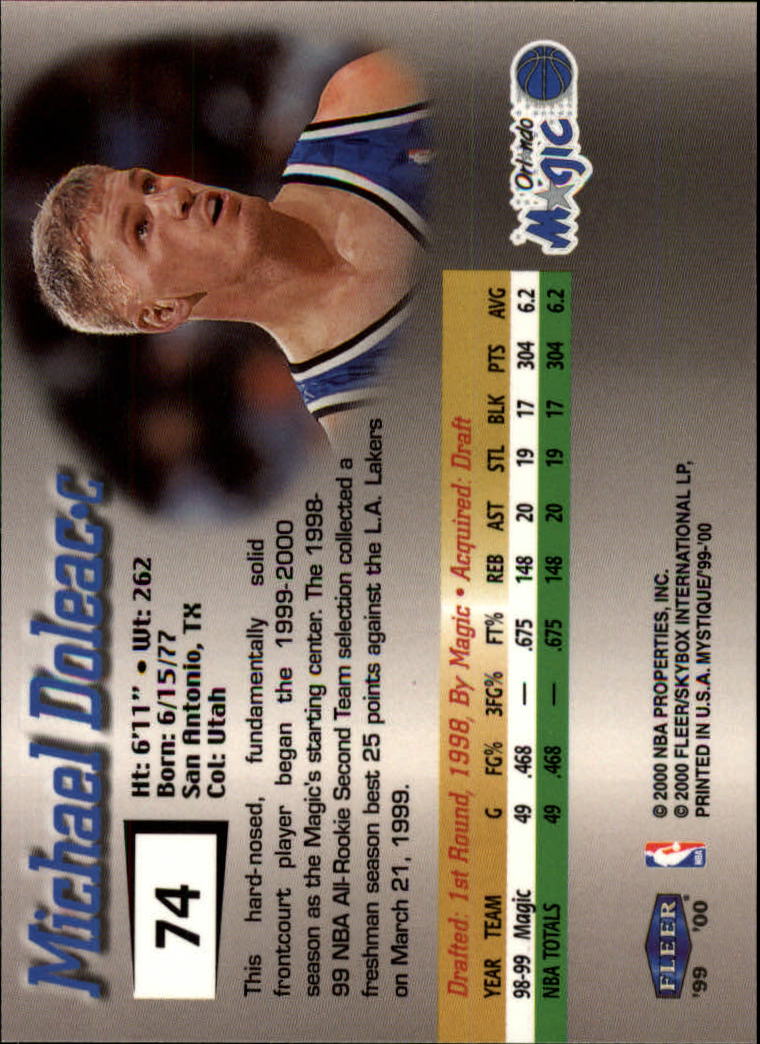 Michael Doleac•C
74
Ht: 6'11" • Wt: 262
Born: 6/15/77
San Antonio, TX
Col: Utah
This hard-nosed, fundamentally solid
frontcourt player began the 1999-2000
season as the Magic's starting center. The 1998-
99 NBA All-Rookie Second Team selection collected a
freshman season best 25 points against the L.A. Lakers
on March 21, 1999.
Drafted: 1st Round, 1998, By Magic • Acquired: Draft
YEAR TEAM G FG% 3FG% FT% REB AST STL BLK PTS AVG
98-99 Magic 49 .468 — .675 148 20 19 17 304 6.2
NBA TOTALS 49 .468 — .675 148 20 19 17 304 6.2
Orlando
Magic
FLEER
'99 '00
NBA
© 2000 NBA PROPERTIES, INC.
© 2000 FLEER/SKYBOX INTERNATIONAL LP,
PRINTED IN U.S.A. MYSTIQUE/'99-'00